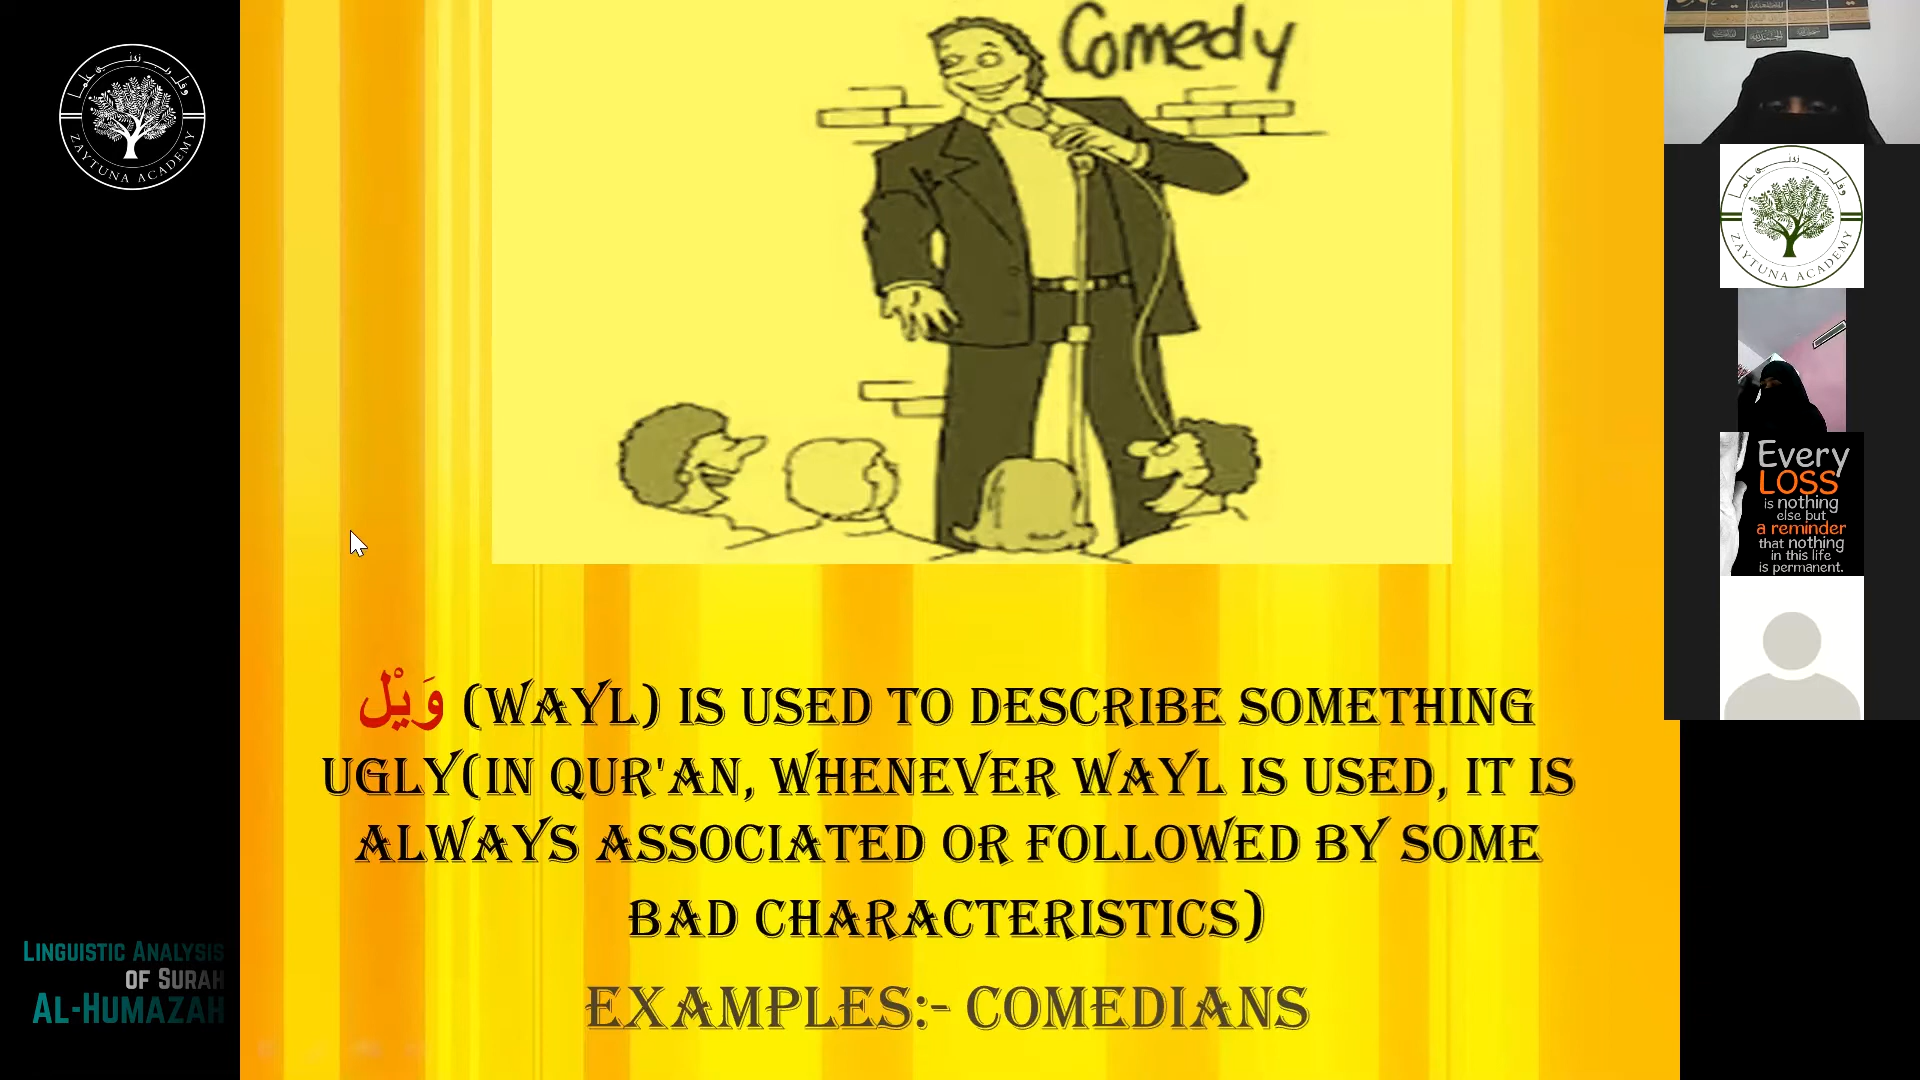 ZAYTUNA ACADEMY
Comedy
وَيْل (WAYL) IS USED TO DESCRIBE SOMETHING
UGLY(IN QUR'AN, WHENEVER WAYL IS USED, IT IS
ALWAYS ASSOCIATED OR FOLLOWED BY SOME
BAD CHARACTERISTICS)
EXAMPLES:- COMEDIANS
LINGUISTIC ANALYSIS
OF SURAH
AL-HUMAZAH
ZAYTUNA ACADEMY
Every
LOSS
is nothing
else but
a reminder
that nothing
in this life
is permanent.